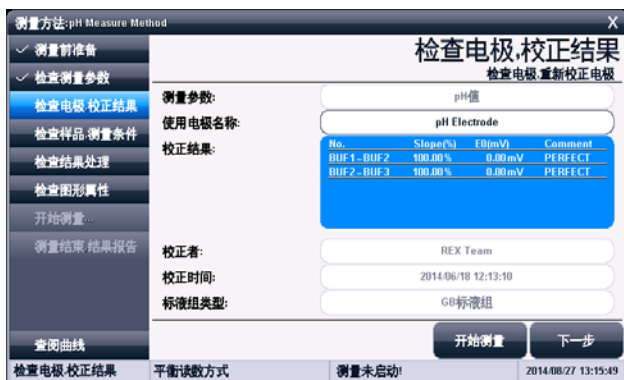 测量方法:pH Measure Method X
测量前准备
检查测量参数
检查电极.校正结果
检查样品.测量条件
检查结果处理
检查图形属性
开始测量...
测量结束.结果报告
查阅曲线
检查电极,校正结果
检查电极.重新校正电极
测量参数: pH值
使用电极名称: pH Electrode
校正结果:
No. Slope(%) E0(mV) Comment
BUF1-BUF2 100.00% 0.00mV PERFECT
BUF2-BUF3 100.00% 0.00mV PERFECT
校正者: REX Team
校正时间: 2014/06/18 12:13:10
标液组类型: GB标液组
开始测量 下一步
检查电极.校正结果 平衡读数方式 测量未启动! 2014/08/27 13:15:49